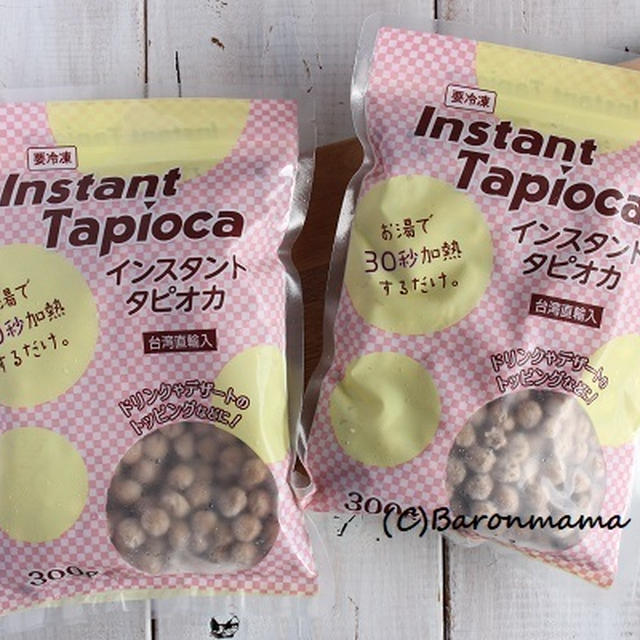 要冷凍
Instant
Tapioca
インスタント
タピオカ
30秒加熱
するだけ。
台湾直輸入
ドリンクやデザートの
トッピングなどに!
300
要冷凍
Instant
Tapioca
お湯で
30秒加熱
するだけ。
インスタント
タピオカ
台湾直輸入
ドリンクやデザートの
トッピングなどに!
300
(C)Baronmama